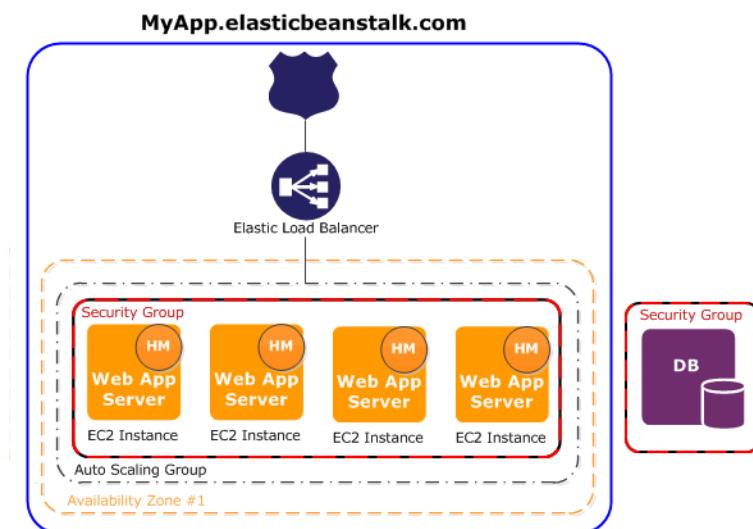 MyApp.elasticbeanstalk.com
Elastic Load Balancer
Security Group
HM
HM
HM
HM
Web App
Server
Web App
Server
Web App
Server
Web App
Server
EC2 Instance
EC2 Instance
EC2 Instance
EC2 Instance
Auto Scaling Group
Availability Zone #1
Security Group
DB